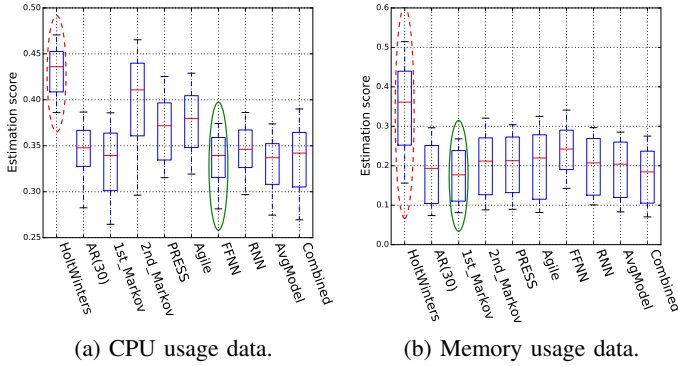 0.50
0.45
0.40
0.35
0.30
0.25
Estimation score
HoltWinters
AR(30)
1st_Markov
2nd_Markov
PRESS
Agile
FFNN
RNN
AvgModel
Combined
(a) CPU usage data.
0.6
0.5
0.4
0.3
0.2
0.1
0.0
Estimation score
HoltWinters
AR(30)
1st_Markov
2nd_Markov
PRESS
Agile
FFNN
RNN
AvgModel
Combined
(b) Memory usage data.